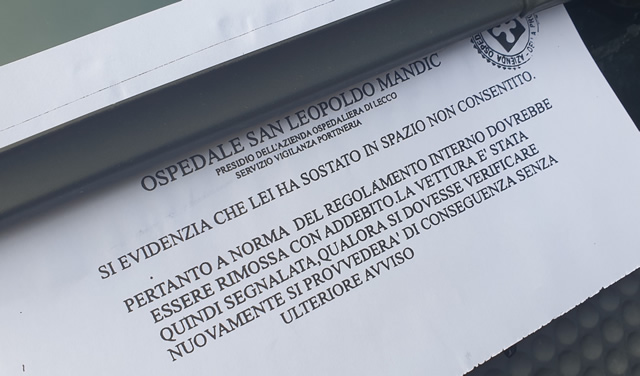 OSPEDALE SAN LEOPOLDO MANDIC
PRESIDIO DELL'AZIENDA OSPEDALIERA DI LECCO
SERVIZIO VIGILANZA PORTINERIA
SI EVIDENZIA CHE LEI HA SOSTATO IN SPAZIO NON CONSENTITO.
PERTANTO A NORMA DEL REGOLAMENTO INTERNO DOVREBBE
ESSERE RIMOSSA CON ADDEBITO.LA VETTURA E' STATA
QUINDI SEGNALATA.QUALORA SI DOVESSE VERIFICARE
NUOVAMENTE SI PROVVEDERA' DI CONSEGUENZA SENZA
ULTERIORE AVVISO